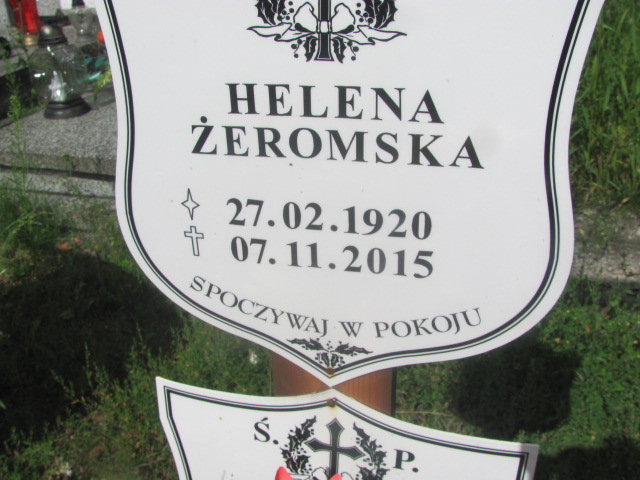 HELENA
ŻEROMSKA
27.02.1920
07.11.2015
SPOCZYWAJ W POKOJU
Ś. P.